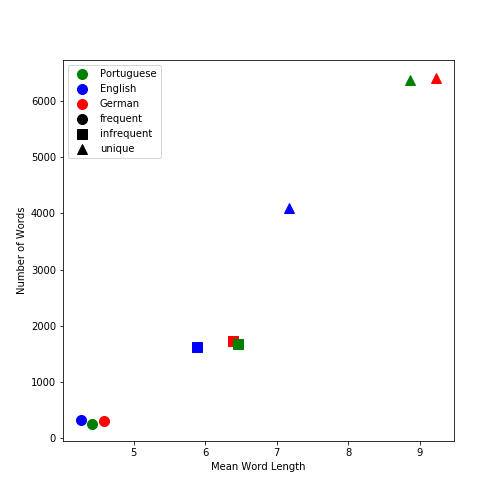 Portuguese
English
German
frequent
infrequent
unique
6000
5000
4000
3000
2000
1000
0
Number of Words
5 6 7 8 9
Mean Word Length